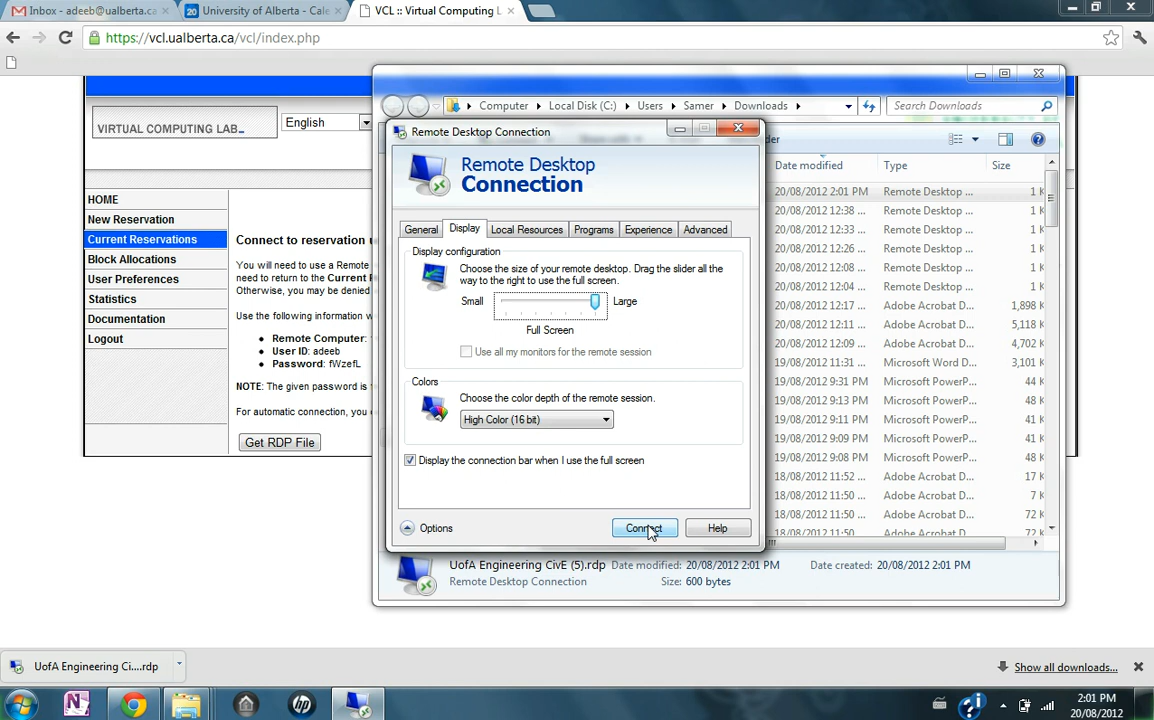 Inbox - adeeb@ualberta.ca
University of Alberta - Cale
VCL :: Virtual Computing L
https://vcl.ualberta.ca/vcl/index.php
VIRTUAL COMPUTING LAB
English
HOME
New Reservation
Current Reservations
Block Allocations
User Preferences
Statistics
Documentation
Logout
Connect to reservation u
You will need to use a Remote
need to return to the Current R
Otherwise, you may be denied
Use the following information
Remote Computer:
User ID: adeeb
Password: fWzefL
NOTE: The given password is
For automatic connection, you
Get RDP File
Computer
Local Disk (C:)
Users
Samer
Downloads
Search Downloads
Date modified Type Size
20/08/2012 2:01 PM Remote Desktop ... 1 K
20/08/2012 12:38 ... Remote Desktop ... 1 K
20/08/2012 12:33 ... Remote Desktop ... 1 K
20/08/2012 12:26 ... Remote Desktop ... 1 K
20/08/2012 12:08 ... Remote Desktop ... 1 K
20/08/2012 12:04 ... Remote Desktop ... 1 K
20/08/2012 12:17 ... Adobe Acrobat D... 1,898 K
20/08/2012 12:11 ... Adobe Acrobat D... 5,118 K
20/08/2012 12:09 ... Adobe Acrobat D... 4,702 K
19/08/2012 11:31 ... Microsoft Word D... 3,101 K
19/08/2012 9:31 PM Microsoft PowerP... 44 K
19/08/2012 9:13 PM Microsoft PowerP... 48 K
19/08/2012 9:11 PM Microsoft PowerP... 41 K
19/08/2012 9:09 PM Microsoft PowerP... 41 K
19/08/2012 9:08 PM Microsoft PowerP... 48 K
18/08/2012 11:52 ... Adobe Acrobat D... 17 K
18/08/2012 11:50 ... Adobe Acrobat D... 7 K
18/08/2012 11:50 ... Adobe Acrobat D... 514 K
18/08/2012 11:50 ... Adobe Acrobat D... 72 K
UofA Engineering CivE (5).rdp Date modified: 20/08/2012 2:01 PM Date created: 20/08/2012 2:01 PM
Remote Desktop Connection Size: 600 bytes
Remote Desktop Connection
Remote Desktop
Connection
General Display Local Resources Programs Experience Advanced
Display configuration
Choose the size of your remote desktop. Drag the slider all the
way to the right to use the full screen.
Small Large
Full Screen
Use all my monitors for the remote session
Colors
Choose the color depth of the remote session.
High Color (16 bit)
Display the connection bar when I use the full screen
Options Connect Help
UofA Engineering Ci....rdp
Show all downloads...
2:01 PM
20/08/2012